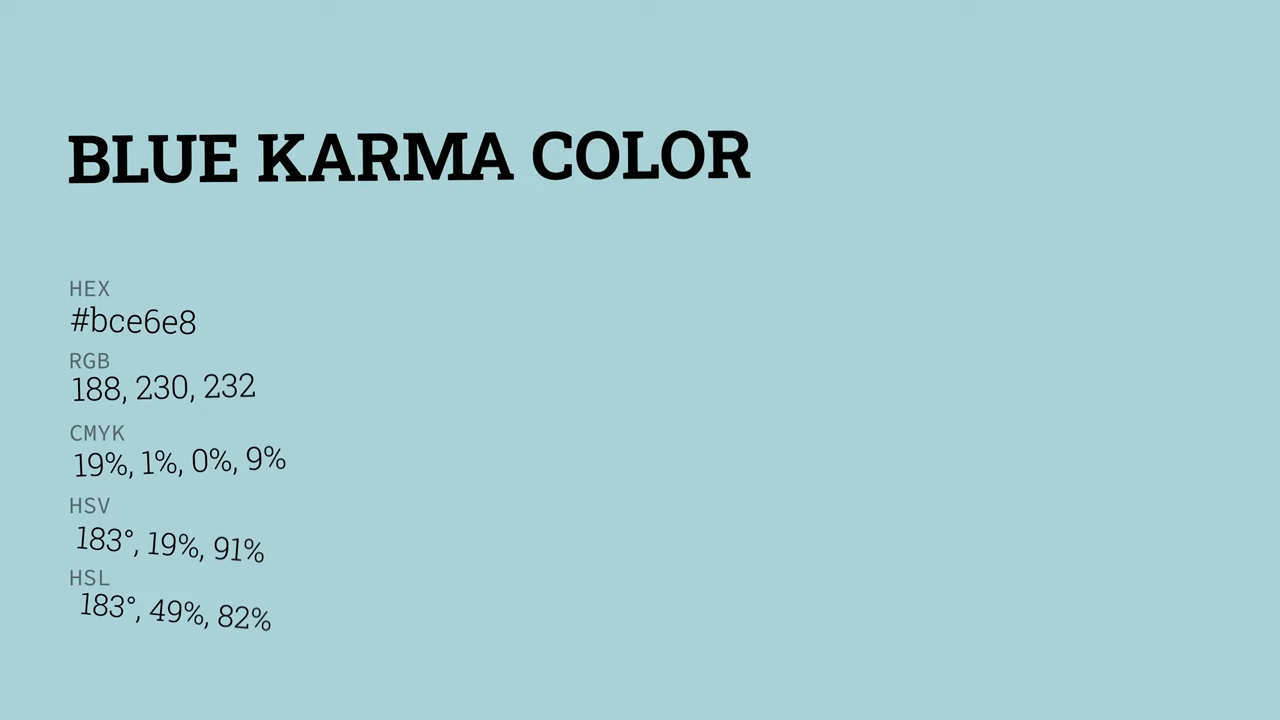 BLUE KARMA COLOR
HEX
#bce6e8
RGB
188, 230, 232
CMYK
19%, 1%, 0%, 9%
HSV
183°, 19%, 91%
HSL
183°, 49%, 82%